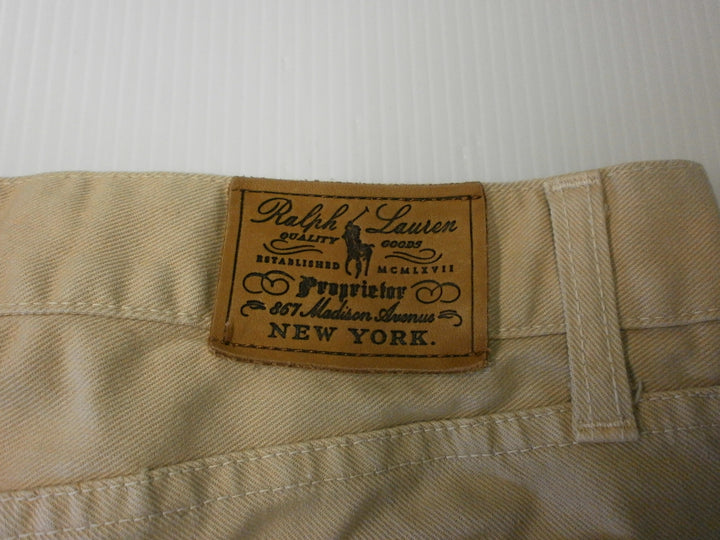 Ralph Lauren
QUALITY GOODS
ESTABLISHED MCMLXVII
Proprietor
867 Madison Avenue
NEW YORK.